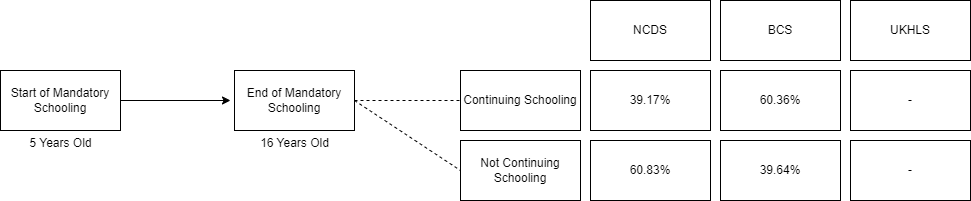 NCDS
BCS
UKHLS
Start of Mandatory
Schooling
5 Years Old
End of Mandatory
Schooling
16 Years Old
Continuing Schooling
39.17%
60.36%
-
Not Continuing
Schooling
60.83%
39.64%
-